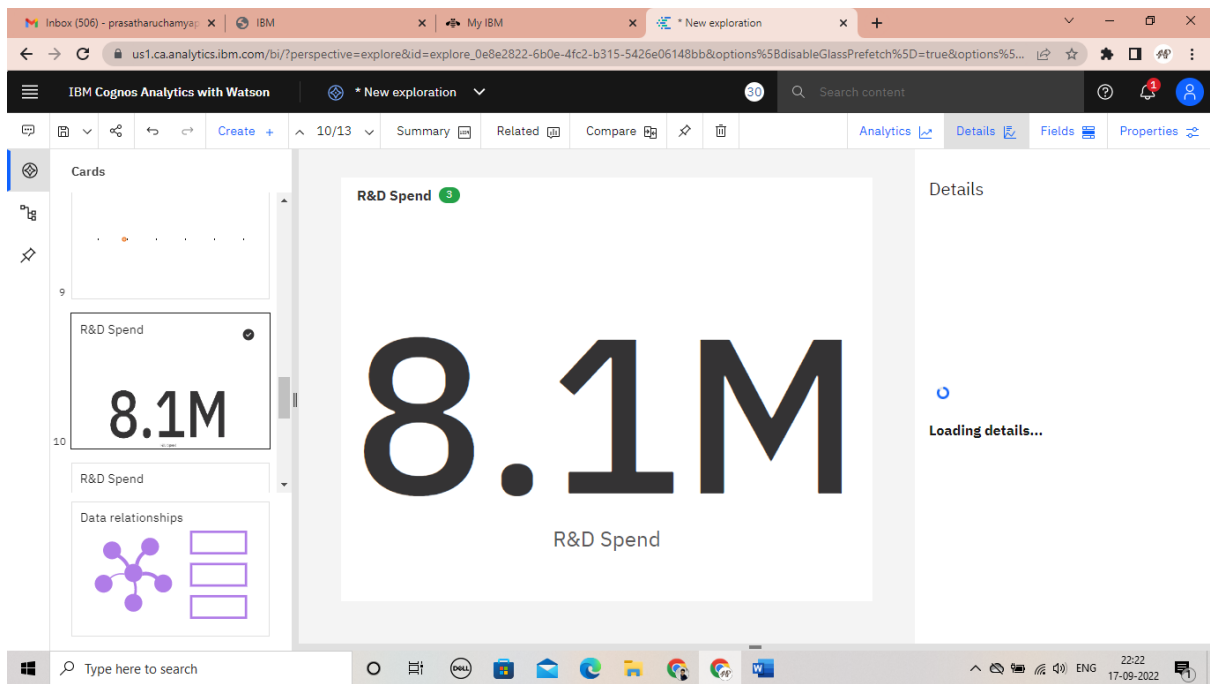 Inbox (506) - prasatharuchamyap
IBM
My IBM
* New exploration
us1.ca.analytics.ibm.com/bi/?perspective=explore&id=explore_0e8e2822-6b0e-4fc2-b315-5426e06148bb&options%5BdisableGlassPrefetch%5D=true&options%5...
IBM Cognos Analytics with Watson
* New exploration
30
Search content
1
Create +
10/13
Summary
Related
Compare
Analytics
Details
Fields
Properties
Cards
9
R&D Spend
8.1M
10
R&D Spend
Data relationships
R&D Spend 3
8.1M
R&D Spend
Details
Loading details...
Type here to search
DELL
ENG
22:22
17-09-2022
1